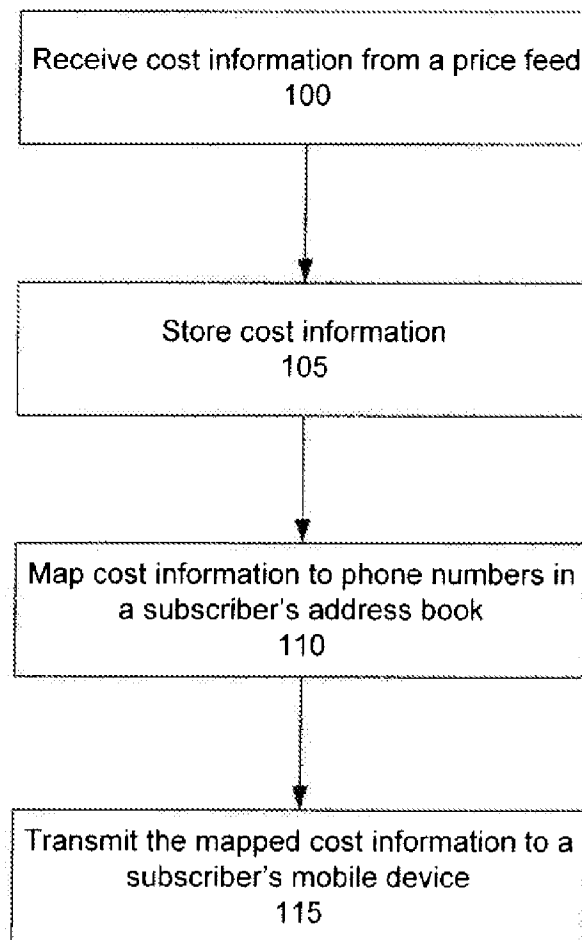 Receive cost information from a price feed
100
Store cost information
105
Map cost information to phone numbers in
a subscriber's address book
110
Transmit the mapped cost information to a
subscriber's mobile device
115